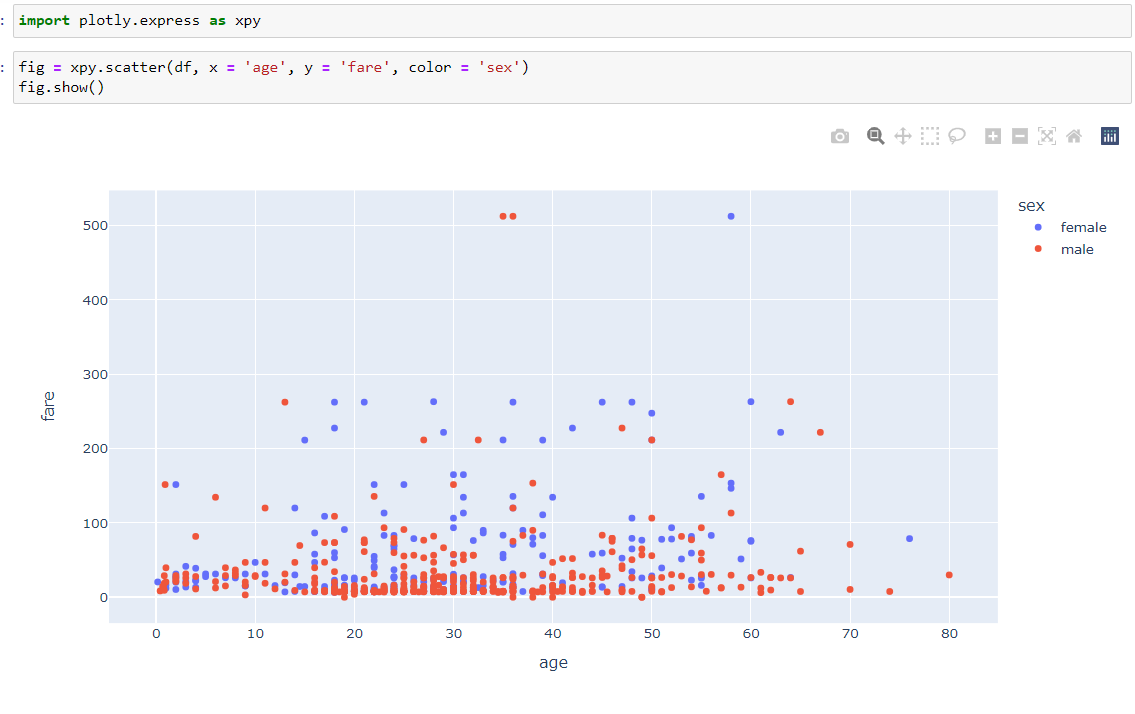 : import plotly.express as xpy
: fig = xpy.scatter(df, x = 'age', y = 'fare', color = 'sex')
fig.show()
sex
female
male
500
400
300
200
100
0
fare
0 10 20 30 40 50 60 70 80
age